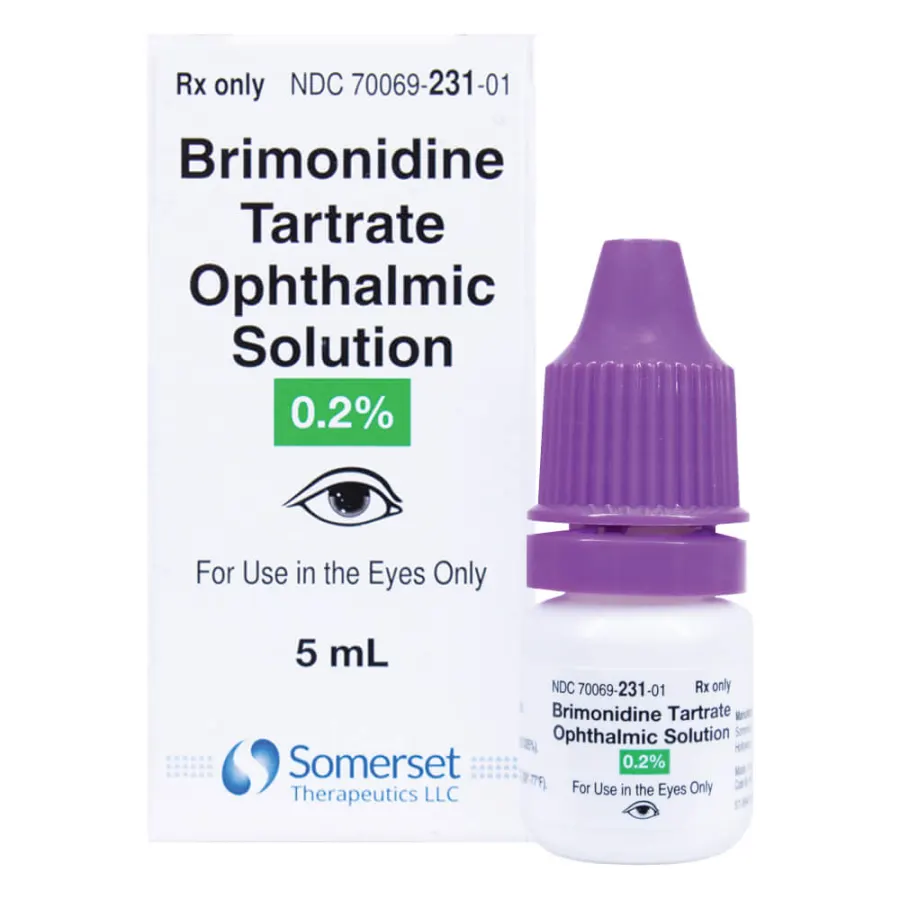 Rx only NDC 70069-231-01
Brimonidine
Tartrate
Ophthalmic
Solution
0.2%
For Use in the Eyes Only
5 mL
Somerset
Therapeutics LLC
NDC 70069-231-01 Rx only
Brimonidine Tartrate
Ophthalmic Solution
0.2%
For Use in the Eyes Only